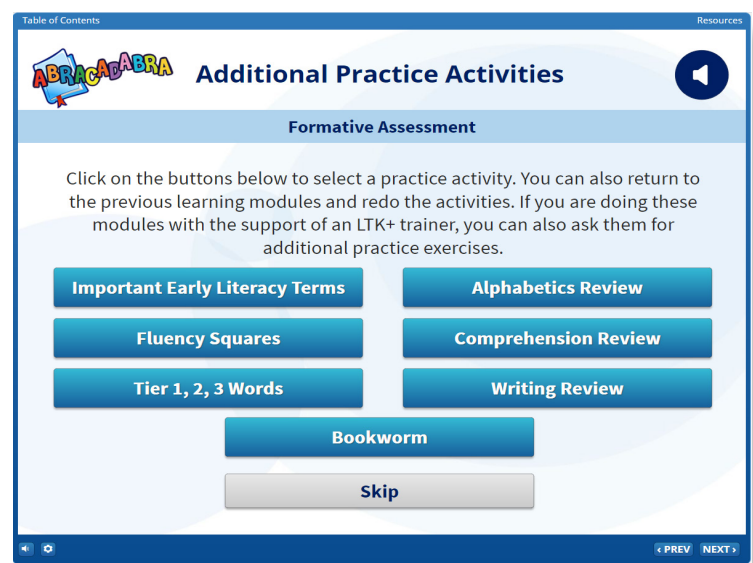 Table of Contents
Resources
ABRACADABRA
Additional Practice Activities
Formative Assessment
Click on the buttons below to select a practice activity. You can also return to
the previous learning modules and redo the activities. If you are doing these
modules with the support of an LTK+ trainer, you can also ask them for
additional practice exercises.
Important Early Literacy Terms
Alphabetics Review
Fluency Squares
Comprehension Review
Tier 1, 2, 3 Words
Writing Review
Bookworm
Skip
‹ PREV
NEXT ›